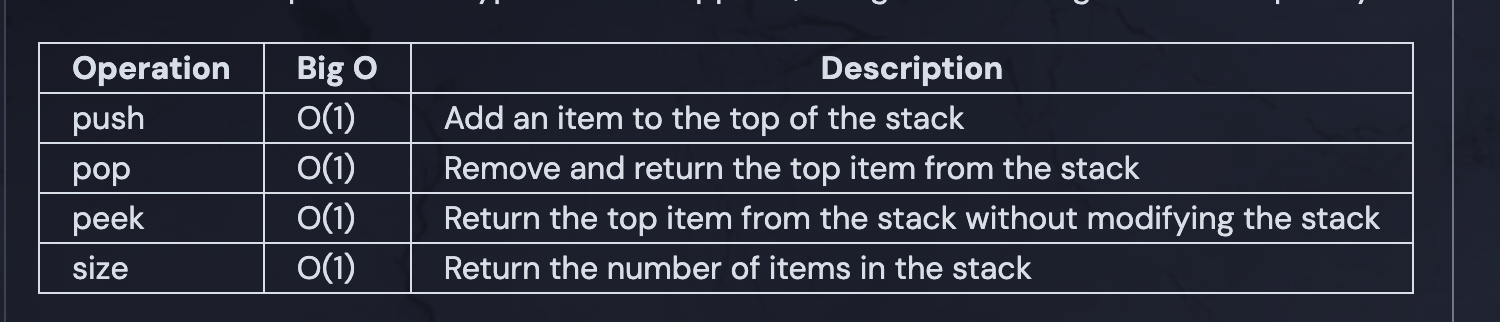 Operation Big O Description
push O(1) Add an item to the top of the stack
pop O(1) Remove and return the top item from the stack
peek O(1) Return the top item from the stack without modifying the stack
size O(1) Return the number of items in the stack